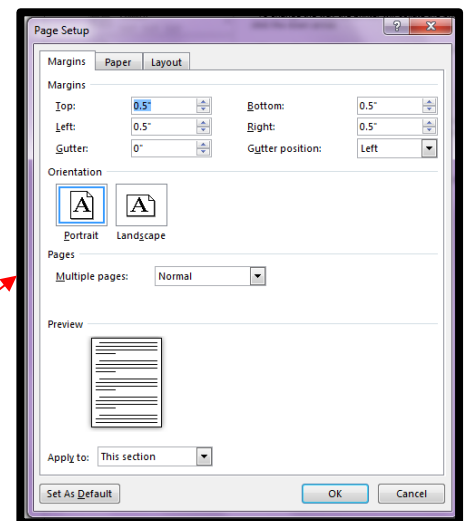 Page Setup
Margins Paper Layout
Margins
Top: 0.5" Bottom: 0.5"
Left: 0.5" Right: 0.5"
Gutter: 0" Gutter position: Left
Orientation
A A
Portrait Landscape
Pages
Multiple pages: Normal
Preview
Apply to: This section
Set As Default OK Cancel